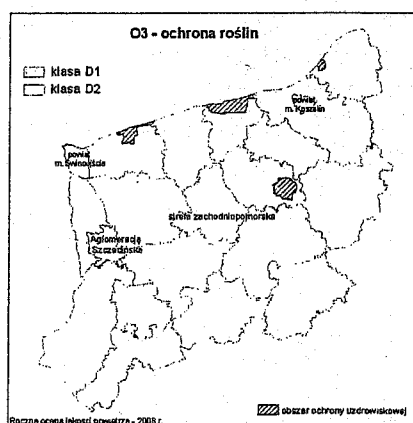 O3 - ochrona roślin
klasa D1
klasa D2
powiat
m. Koszalin
powiat
m. Świnoujście
strefa zachodniopomorska
Aglomeracja
Szczecińska
obszar ochrony uzdrowiskowej
Roczna ocena jakości powietrza - 2008 r.